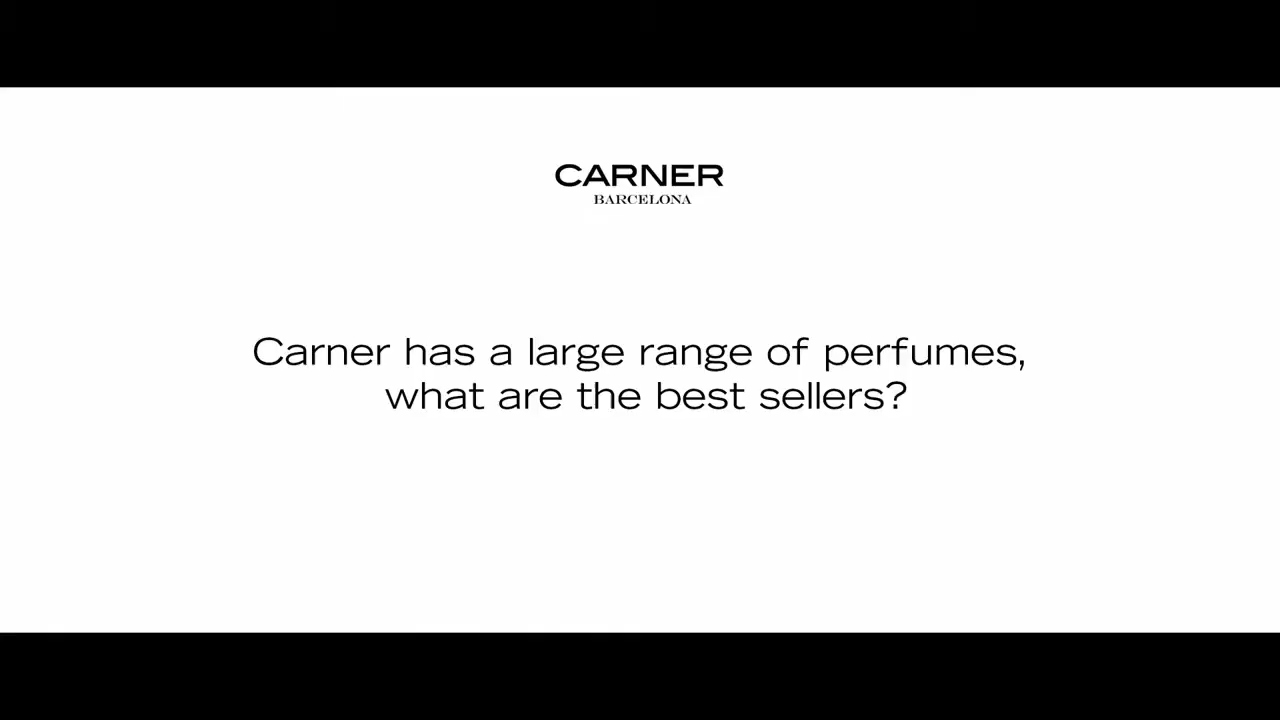 CARNER
BARCELONA
Carner has a large range of perfumes,
what are the best sellers?